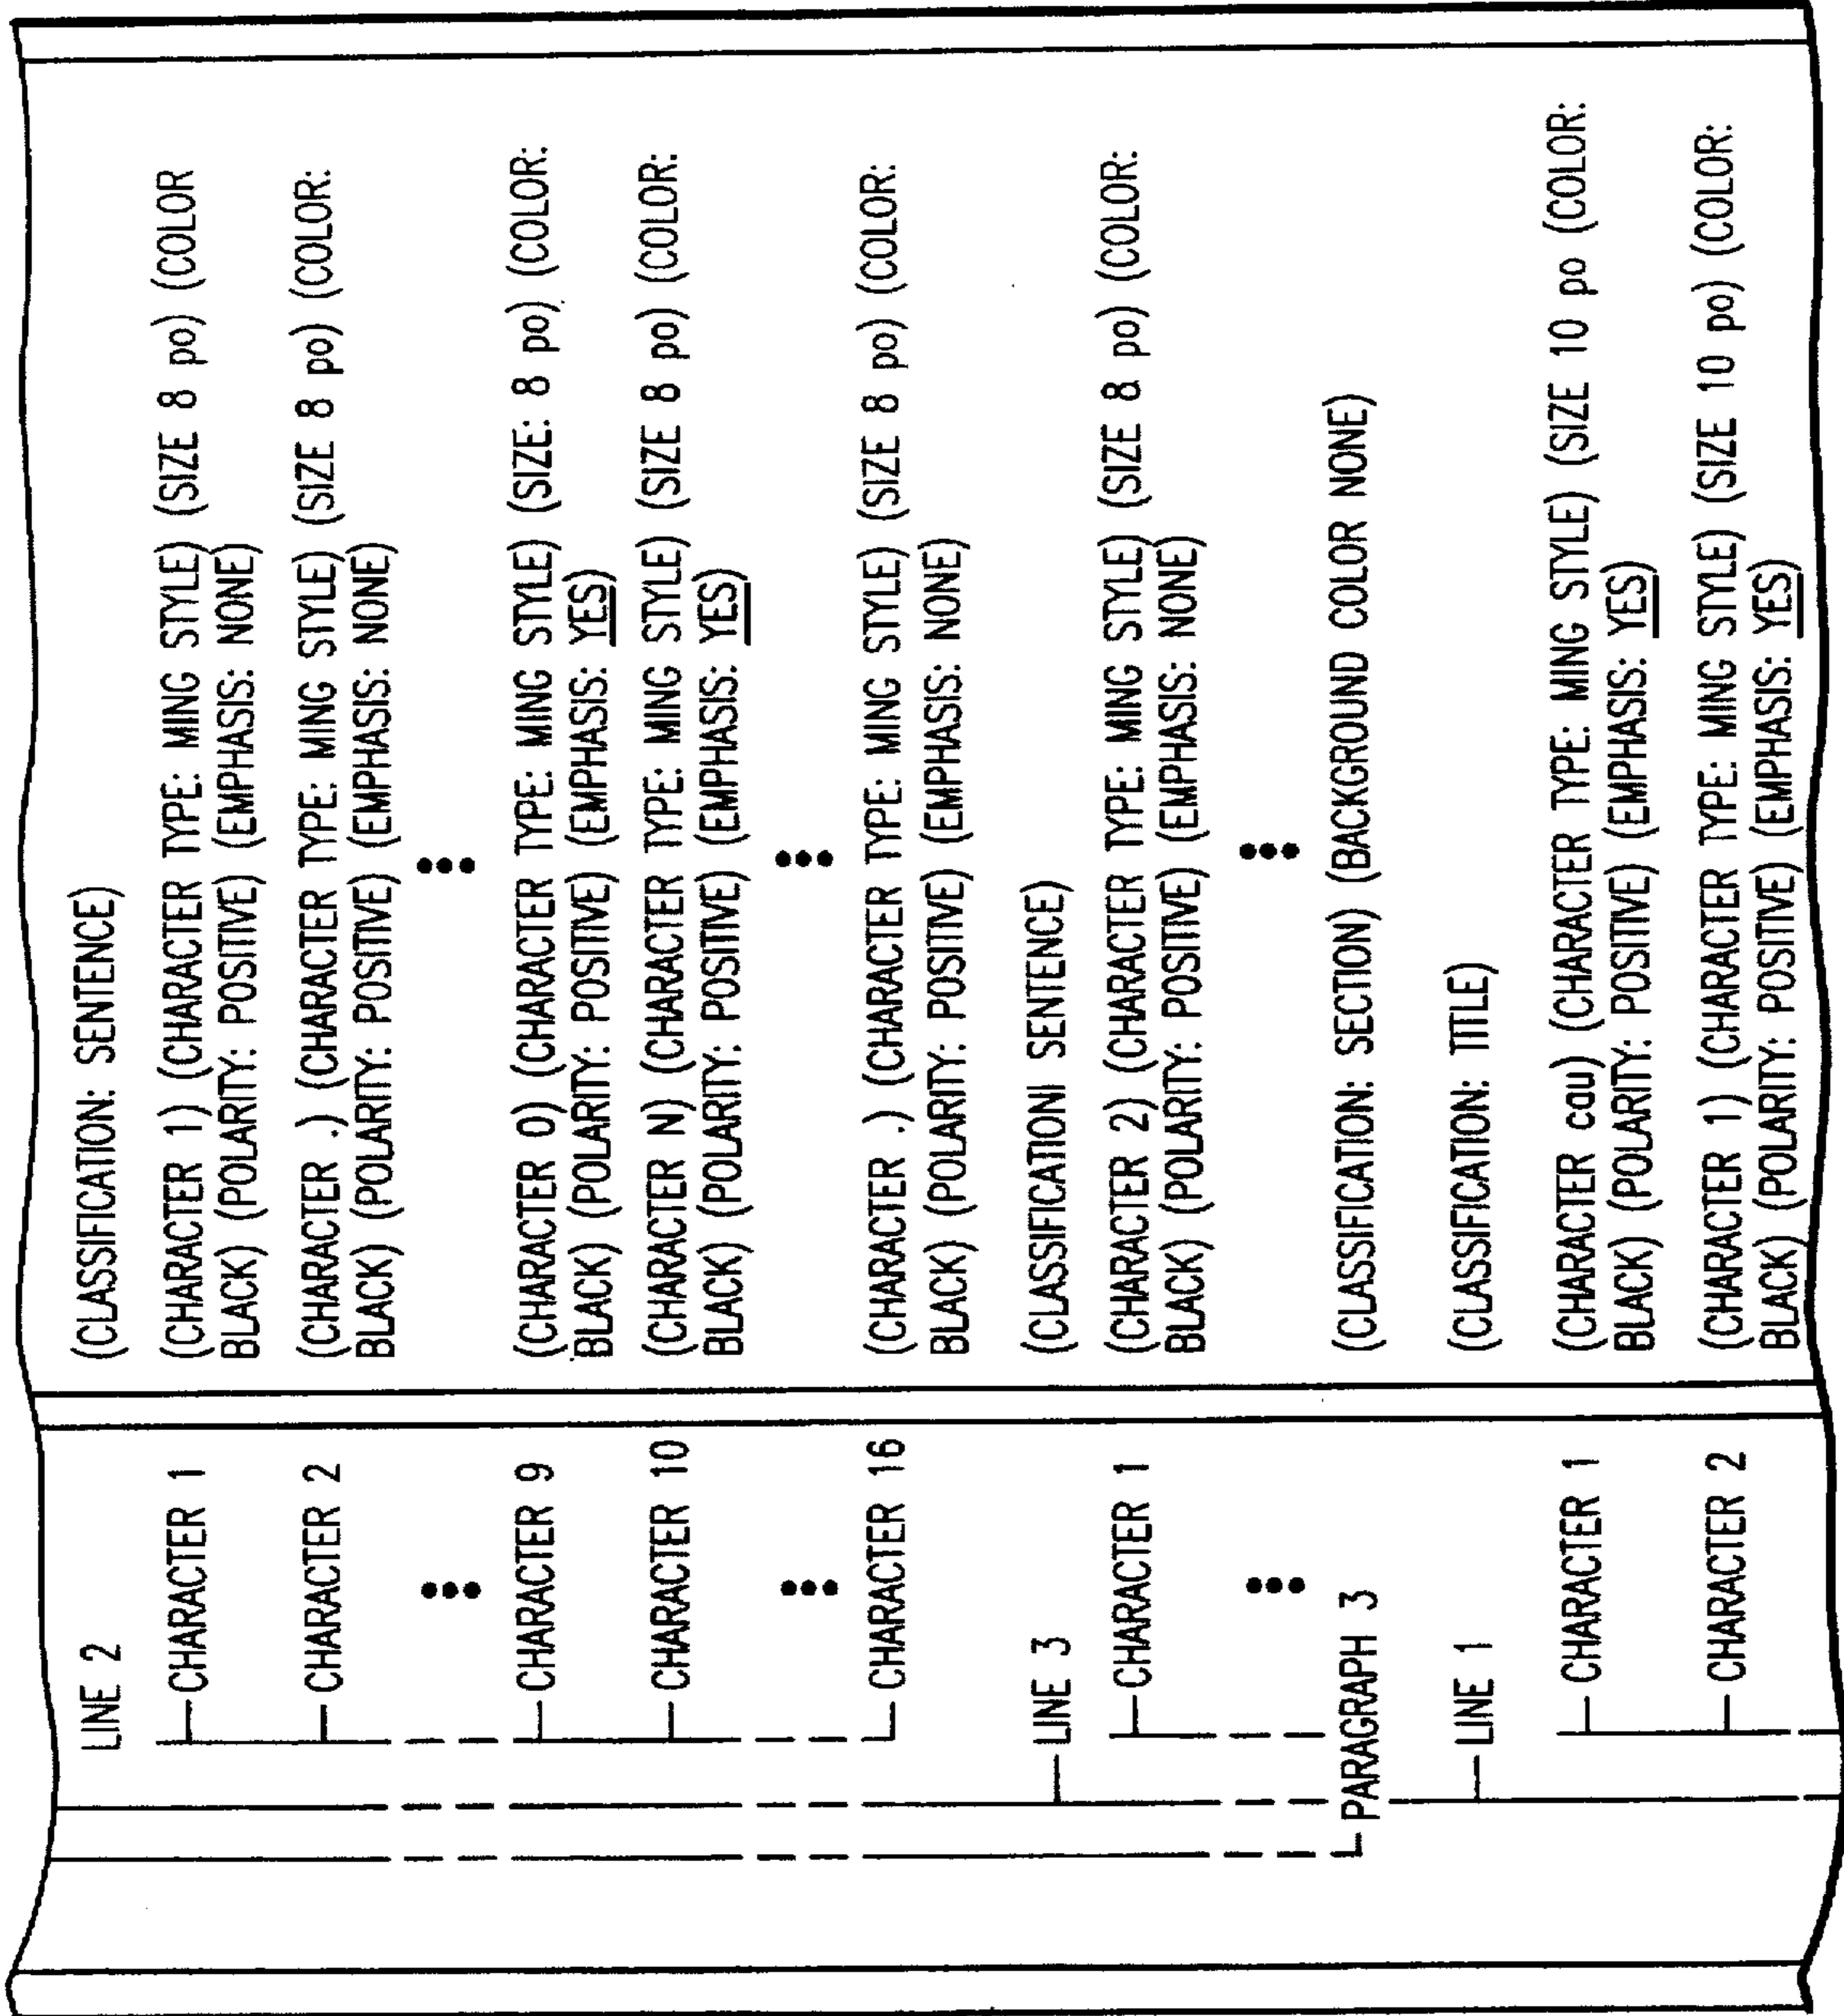 LINE 2 (CLASSIFICATION: SENTENCE)
CHARACTER 1 (CHARACTER 1) (CHARACTER TYPE: MING STYLE) (SIZE 8 po) (COLOR
BLACK) (POLARITY: POSITIVE) (EMPHASIS: NONE)
CHARACTER 2 (CHARACTER .) (CHARACTER TYPE: MING STYLE) (SIZE 8 po) (COLOR:
BLACK) (POLARITY: POSITIVE) (EMPHASIS: NONE)
CHARACTER 9 (CHARACTER 0) (CHARACTER TYPE: MING STYLE) (SIZE: 8 po) (COLOR:
BLACK) (POLARITY: POSITIVE) (EMPHASIS: YES)
CHARACTER 10 (CHARACTER N) (CHARACTER TYPE: MING STYLE) (SIZE 8 po) (COLOR:
BLACK) (POLARITY: POSITIVE) (EMPHASIS: YES)
CHARACTER 16 (CHARACTER .) (CHARACTER TYPE: MING STYLE) (SIZE 8 po) (COLOR:
BLACK) (POLARITY: POSITIVE) (EMPHASIS: NONE)
LINE 3 (CLASSIFICATIONI SENTENCE)
CHARACTER 1 (CHARACTER 2) (CHARACTER TYPE: MING STYLE) (SIZE 8 po) (COLOR:
BLACK) (POLARITY: POSITIVE) (EMPHASIS: NONE)
PARAGRAPH 3 (CLASSIFICATION: SECTION) (BACKGROUND COLOR NONE)
LINE 1 (CLASSIFICATION: TITLE)
CHARACTER 1 (CHARACTER cau) (CHARACTER TYPE: MING STYLE) (SIZE 10 po (COLOR:
BLACK) (POLARITY: POSITIVE) (EMPHASIS: YES)
CHARACTER 2 (CHARACTER 1) (CHARACTER TYPE: MING STYLE) (SIZE 10 po) (COLOR:
BLACK) (POLARITY: POSITIVE) (EMPHASIS: YES)